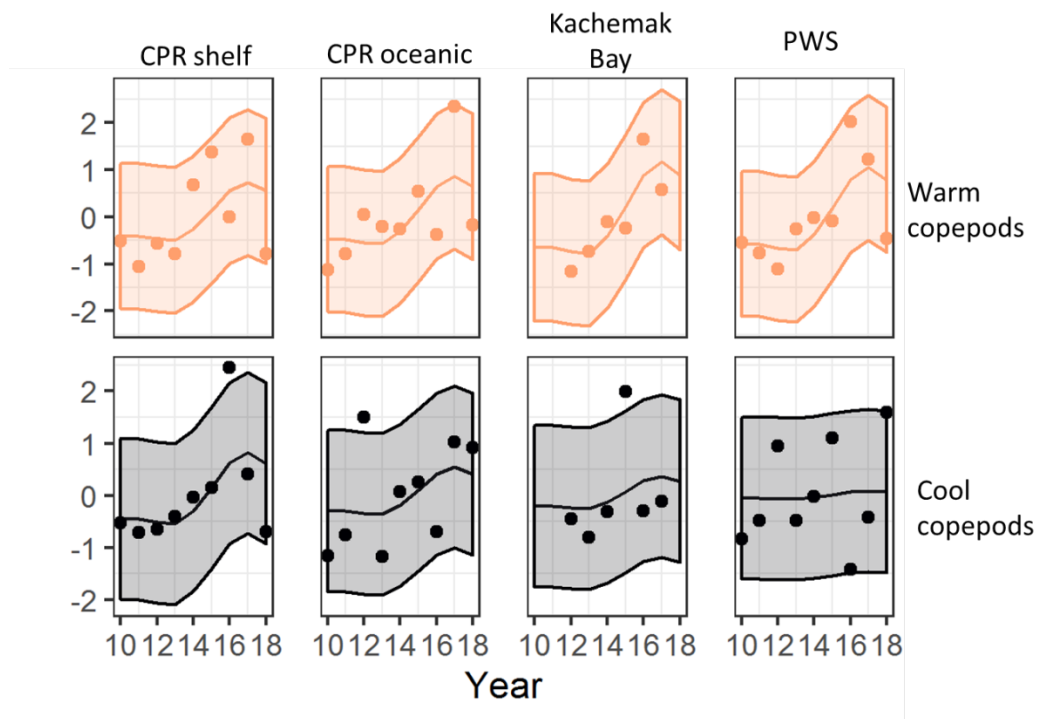 CPR shelf
CPR oceanic
Kachemak
Bay
PWS
2
1
0
-1
-2
Warm
copepods
2
1
0
-1
-2
Cool
copepods
10 12 14 16 18
10 12 14 16 18
10 12 14 16 18
10 12 14 16 18
Year